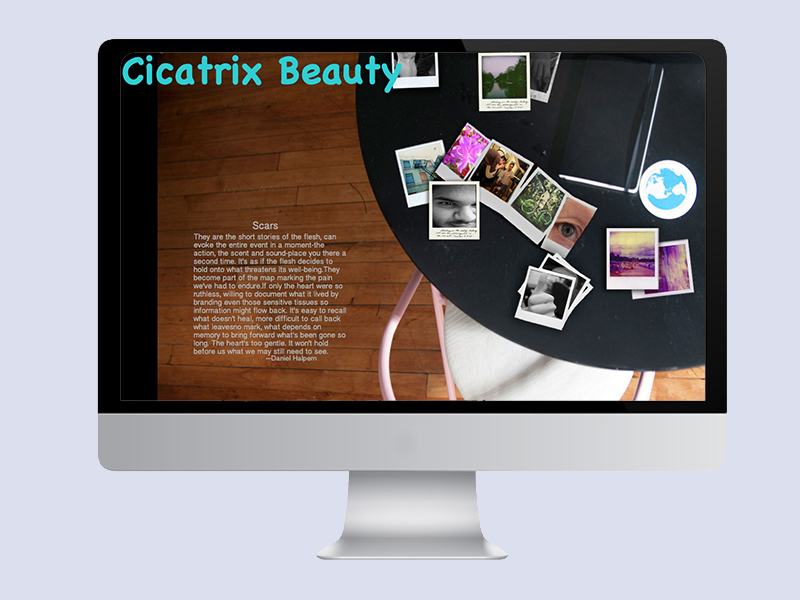 Cicatrix Beauty
Scars
They are the short stories of the flesh, can
evoke the entire event in a moment-the
action, the scent and sound-place you there a
second time. It's as if the flesh decides to
hold onto what threatens its well-being.They
become part of the map marking the pain
we've had to endure.If only the heart were so
ruthless, willing to document what it lived by
branding even those sensitive tissues so
information might flow back. It's easy to recall
what doesn't heal, more difficult to call back
what leavesno mark, what depends on
memory to bring forward what's been gone so
long. The heart's too gentle. It won't hold
before us what we may still need to see.
—Daniel Halpern